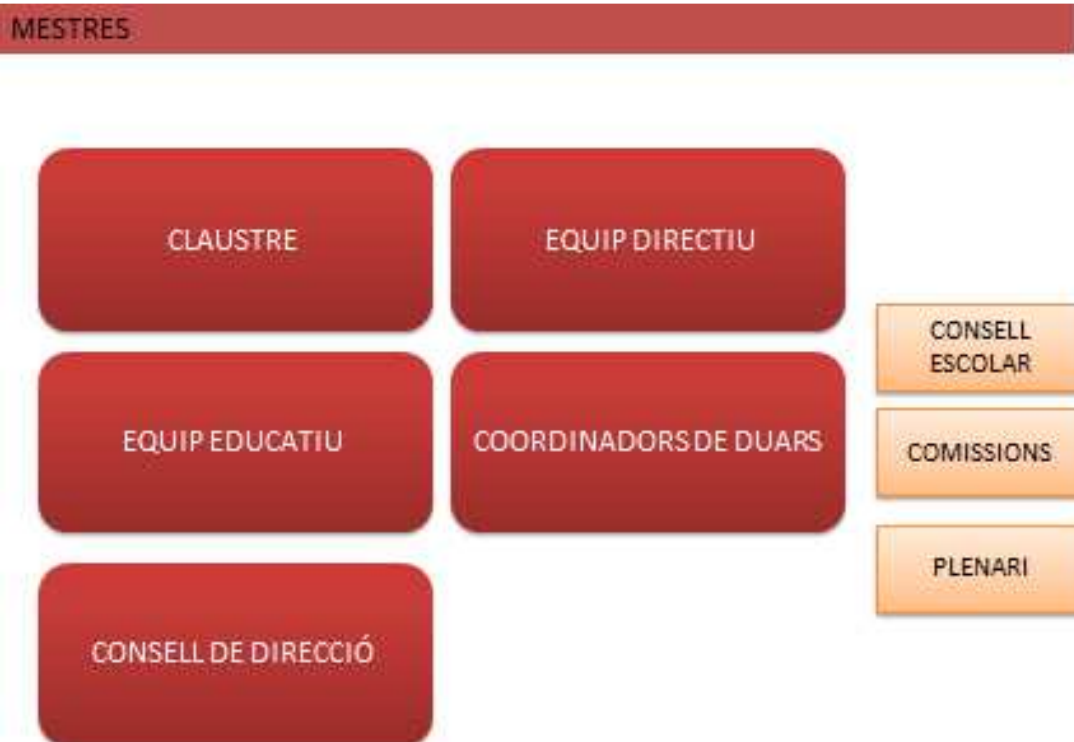 MESTRES
CLAUSTRE
EQUIP DIRECTIU
EQUIP EDUCATIU
COORDINADORS DE DUARS
CONSELL DE DIRECCIÓ
CONSELL
ESCOLAR
COMISSIONS
PLENARI